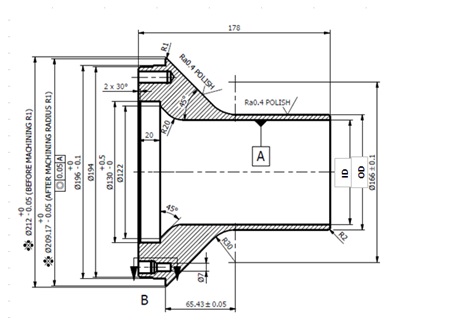 178
R1
Ra0.4 POLISH
2 x 30°
45°
Ra0.4 POLISH
20
R20
A
+0
Ø212 - 0.05 (BEFORE MACHINING R1)
+0
Ø209.17 - 0.05 (AFTER MACHINING RADIUS R1)
0.05 A
+0
Ø196 - 0.1
Ø194
+0.5
Ø130 - 0
Ø122
ID
OD
Ø166 ± 0.1
45°
R30
R2
Ø7
B
65.43 ± 0.05